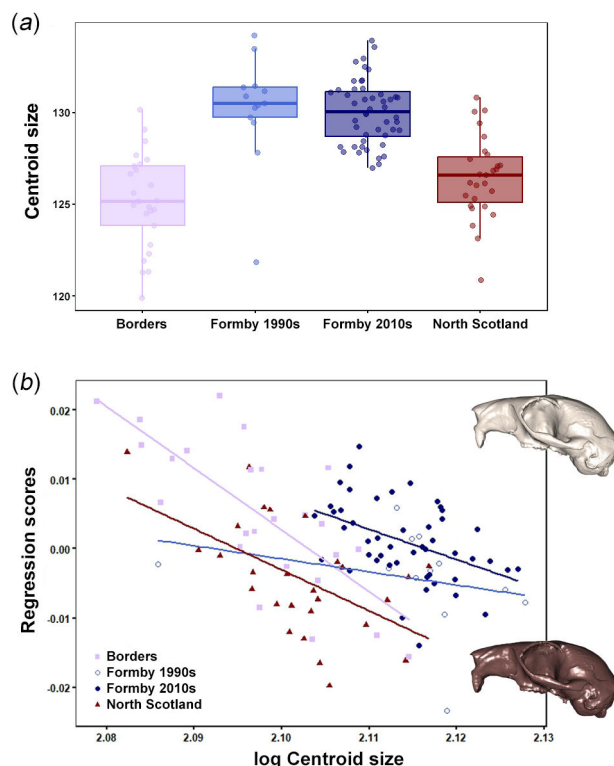 (a)
Centroid size
130
125
120
Borders
Formby 1990s
Formby 2010s
North Scotland
(b)
Regression scores
0.02
0.01
0.00
-0.01
-0.02
Borders
Formby 1990s
Formby 2010s
North Scotland
2.08
2.09
2.10
2.11
2.12
2.13
log Centroid size